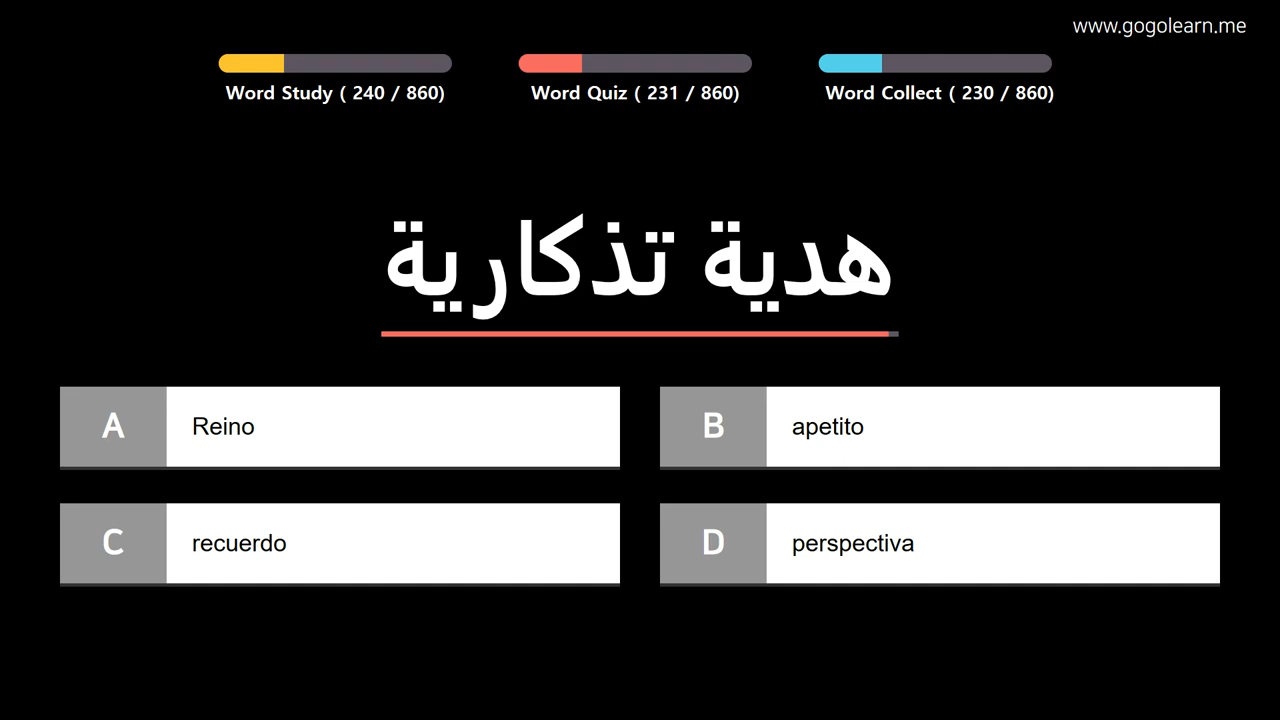 www.gogolearn.me
Word Study ( 240 / 860)
Word Quiz ( 231 / 860)
Word Collect ( 230 / 860)
هدية تذكارية
A Reino
B apetito
C recuerdo
D perspectiva